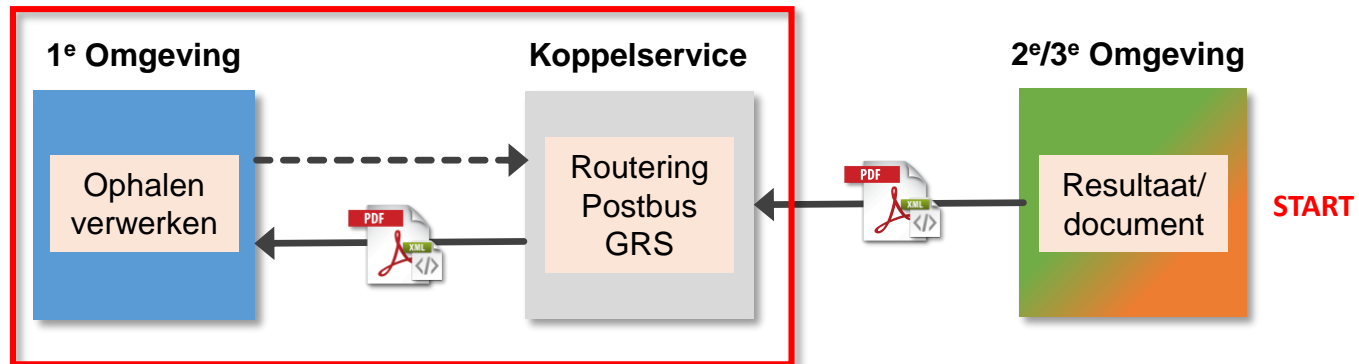 1e Omgeving
Koppelservice
2e/3e Omgeving
Ophalen
verwerken
PDF
XML
</>
Routering
Postbus
GRS
PDF
XML
</>
Resultaat/
document
START